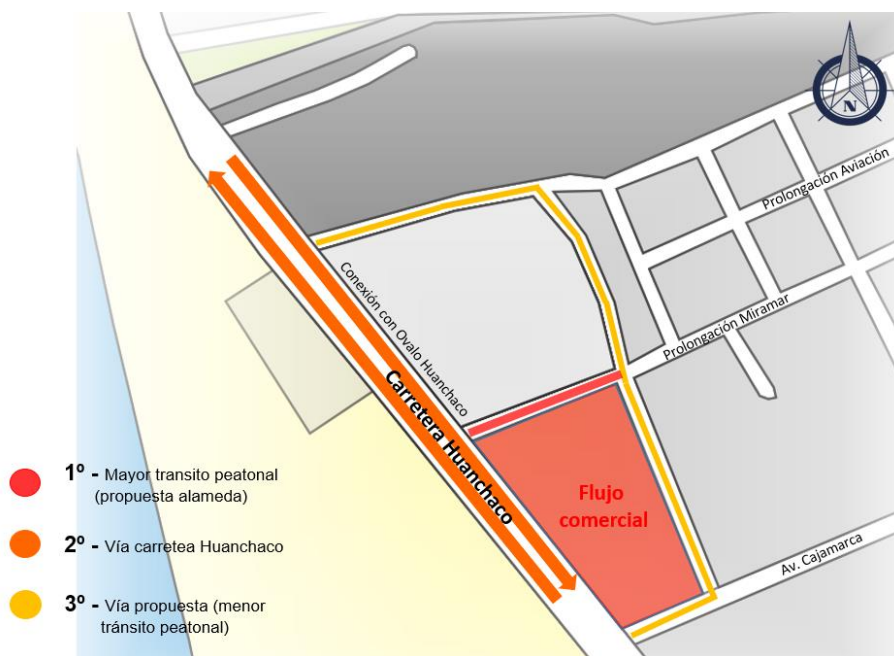 N
Prolongación Aviación
Conexión con Ovalo Huanchaco
Prolongación Miramar
Carretera Huanchaco
Flujo
comercial
Av. Cajamarca
1º - Mayor transito peatonal
(propuesta alameda)
2º - Vía carretea Huanchaco
3º - Vía propuesta (menor
tránsito peatonal)